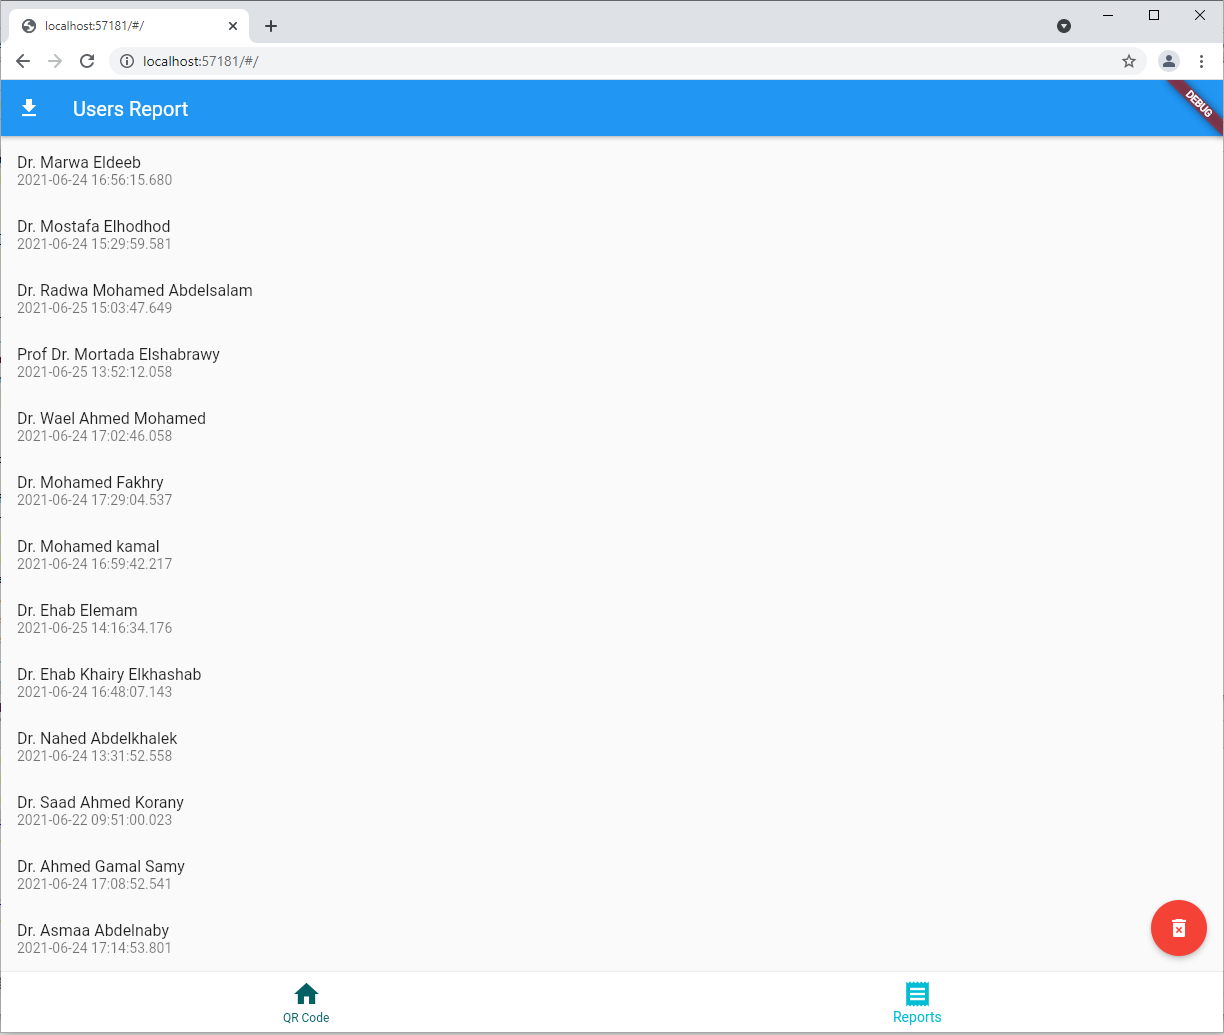 localhost:57181/#/
localhost:57181/#/
Users Report
DEBUG
Dr. Marwa Eldeeb
2021-06-24 16:56:15.680
Dr. Mostafa Elhodhod
2021-06-24 15:29:59.581
Dr. Radwa Mohamed Abdelsalam
2021-06-25 15:03:47.649
Prof Dr. Mortada Elshabrawy
2021-06-25 13:52:12.058
Dr. Wael Ahmed Mohamed
2021-06-24 17:02:46.058
Dr. Mohamed Fakhry
2021-06-24 17:29:04.537
Dr. Mohamed kamal
2021-06-24 16:59:42.217
Dr. Ehab Elemam
2021-06-25 14:16:34.176
Dr. Ehab Khairy Elkhashab
2021-06-24 16:48:07.143
Dr. Nahed Abdelkhalek
2021-06-24 13:31:52.558
Dr. Saad Ahmed Korany
2021-06-22 09:51:00.023
Dr. Ahmed Gamal Samy
2021-06-24 17:08:52.541
Dr. Asmaa Abdelnaby
2021-06-24 17:14:53.801
QR Code
Reports